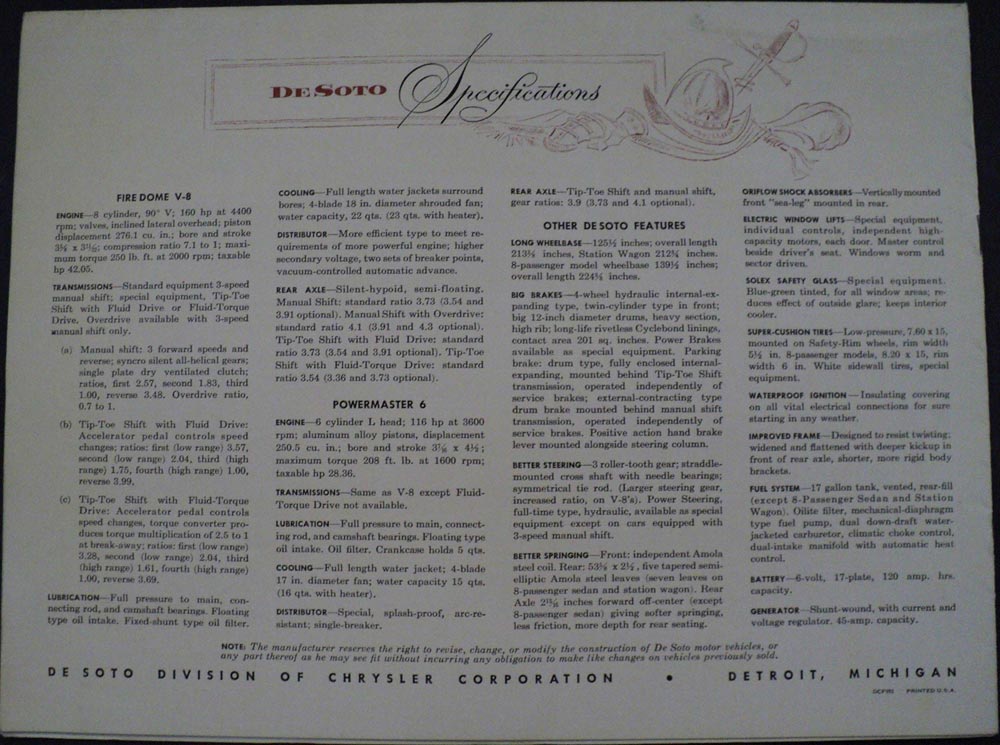 DE SOTO Specifications
FIRE DOME V-8
ENGINE—8 cylinder, 90° V; 160 hp at 4400
rpm; valves, inclined lateral overhead; piston
displacement 276.1 cu. in.; bore and stroke
3⅝ x 3¹¹⁄₃₂; compression ratio 7.1 to 1; maxi-
mum torque 250 lb. ft. at 2000 rpm; taxable
hp 42.05.
TRANSMISSIONS—Standard equipment 3-speed
manual shift; special equipment, Tip-Toe
Shift with Fluid Drive or Fluid-Torque
Drive. Overdrive available with 3-speed
manual shift only.
(a) Manual shift: 3 forward speeds and
reverse; syncro silent all-helical gears;
single plate dry ventilated clutch;
ratios, first 2.57, second 1.83, third
1.00, reverse 3.48. Overdrive ratio,
0.7 to 1.
(b) Tip-Toe Shift with Fluid Drive:
Accelerator pedal controls speed
changes; ratios: first (low range) 3.57,
second (low range) 2.04, third (high
range) 1.75, fourth (high range) 1.00,
reverse 3.99.
(c) Tip-Toe Shift with Fluid-Torque
Drive: Accelerator pedal controls
speed changes, torque converter pro-
duces torque multiplication of 2.5 to 1
at break-away; ratios: first (low range)
3.28, second (low range) 2.04, third
(high range) 1.61, fourth (high range)
1.00, reverse 3.69.
LUBRICATION—Full pressure to main, con-
necting rod, and camshaft bearings. Floating
type oil intake. Fixed-shunt type oil filter.
COOLING—Full length water jackets surround
bores; 4-blade 18 in. diameter shrouded fan;
water capacity, 22 qts. (23 qts. with heater).
DISTRIBUTOR—More efficient type to meet re-
quirements of more powerful engine; higher
secondary voltage, two sets of breaker points,
vacuum-controlled automatic advance.
REAR AXLE—Silent-hypoid, semi-floating.
Manual Shift: standard ratio 3.73 (3.54 and
3.91 optional). Manual Shift with Overdrive:
standard ratio 4.1 (3.91 and 4.3 optional).
Tip-Toe Shift with Fluid Drive: standard
ratio 3.73 (3.54 and 3.91 optional). Tip-Toe
Shift with Fluid-Torque Drive: standard
ratio 3.54 (3.36 and 3.73 optional).
POWERMASTER 6
ENGINE—6 cylinder L head; 116 hp at 3600
rpm; aluminum alloy pistons, displacement
250.5 cu. in.; bore and stroke 3⁷⁄₁₆ x 4½;
maximum torque 208 ft. lb. at 1600 rpm;
taxable hp 28.36.
TRANSMISSIONS—Same as V-8 except Fluid-
Torque Drive not available.
LUBRICATION—Full pressure to main, connect-
ing rod, and camshaft bearings. Floating type
oil intake. Oil filter. Crankcase holds 5 qts.
COOLING—Full length water jacket; 4-blade
17 in. diameter fan; water capacity 15 qts.
(16 qts. with heater).
DISTRIBUTOR—Special, splash-proof, arc-re-
sistant; single-breaker.
REAR AXLE—Tip-Toe Shift and manual shift,
gear ratios: 3.9 (3.73 and 4.1 optional).
OTHER DE SOTO FEATURES
LONG WHEELBASE—125½ inches; overall length
213⅜ inches, Station Wagon 212¾ inches.
8-passenger model wheelbase 139½ inches;
overall length 224⅜ inches.
BIG BRAKES—4-wheel hydraulic internal-ex-
panding type, twin-cylinder type in front;
big 12-inch diameter drums, heavy section,
high rib; long-life rivetless Cyclebond linings,
contact area 201 sq. inches. Power Brakes
available as special equipment. Parking
brake: drum type, fully enclosed internal-
expanding, mounted behind Tip-Toe Shift
transmission, operated independently of
service brakes; external-contracting type
drum brake mounted behind manual shift
transmission, operated independently of
service brakes. Positive action hand brake
lever mounted alongside steering column.
BETTER STEERING—3 roller-tooth gear; straddle-
mounted cross shaft with needle bearings;
symmetrical tie rod. (Larger steering gear,
increased ratio, on V-8's). Power Steering,
full-time type, hydraulic, available as special
equipment except on cars equipped with
3-speed manual shift.
BETTER SPRINGING—Front: independent Amola
steel coil. Rear: 53⅝ x 2½, five tapered semi-
elliptic Amola steel leaves (seven leaves on
8-passenger sedan and station wagon). Rear
Axle inches forward off-center (except
8-passenger sedan) giving softer springing,
less friction, more depth for rear seating.
ORIFLOW SHOCK ABSORBERS—Vertically mounted
front "sea-leg" mounted in rear.
ELECTRIC WINDOW LIFTS—Special equipment,
individual controls, independent high-
capacity motors, each door. Master control
beside driver's seat. Windows worm and
sector driven.
SOLEX SAFETY GLASS—Special equipment.
Blue-green tinted, for all window areas; re-
duces effect of outside glare; keeps interior
cooler.
SUPER-CUSHION TIRES—Low-pressure, 7.60 x 15,
mounted on Safety-Rim wheels, rim width
5½ in. 8-passenger models, 8.20 x 15, rim
width 6 in. White sidewall tires, special
equipment.
WATERPROOF IGNITION—Insulating covering
on all vital electrical connections for sure
starting in any weather.
IMPROVED FRAME—Designed to resist twisting;
widened and flattened with deeper kickup in
front of rear axle, shorter, more rigid body
brackets.
FUEL SYSTEM—17 gallon tank, vented, rear-fill
(except 8-Passenger Sedan and Station
Wagon). Oilite filter, mechanical-diaphragm
type fuel pump, dual down-draft water-
jacketed carburetor, climatic choke control,
dual-intake manifold with automatic heat
control.
BATTERY—6-volt, 17-plate, 120 amp. hrs.
capacity.
GENERATOR—Shunt-wound, with current and
voltage regulator. 45-amp. capacity.
NOTE: The manufacturer reserves the right to revise, change, or modify the construction of De Soto motor vehicles, or
any part thereof as he may see fit without incurring any obligation to make like changes on vehicles previously sold.
DE SOTO DIVISION OF CHRYSLER CORPORATION • DETROIT, MICHIGAN
PRINTED U.S.A.